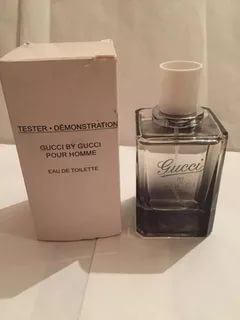 TESTER • DÉMONSTRATION
GUCCI BY GUCCI
POUR HOMME
EAU DE TOILETTE
Gucci